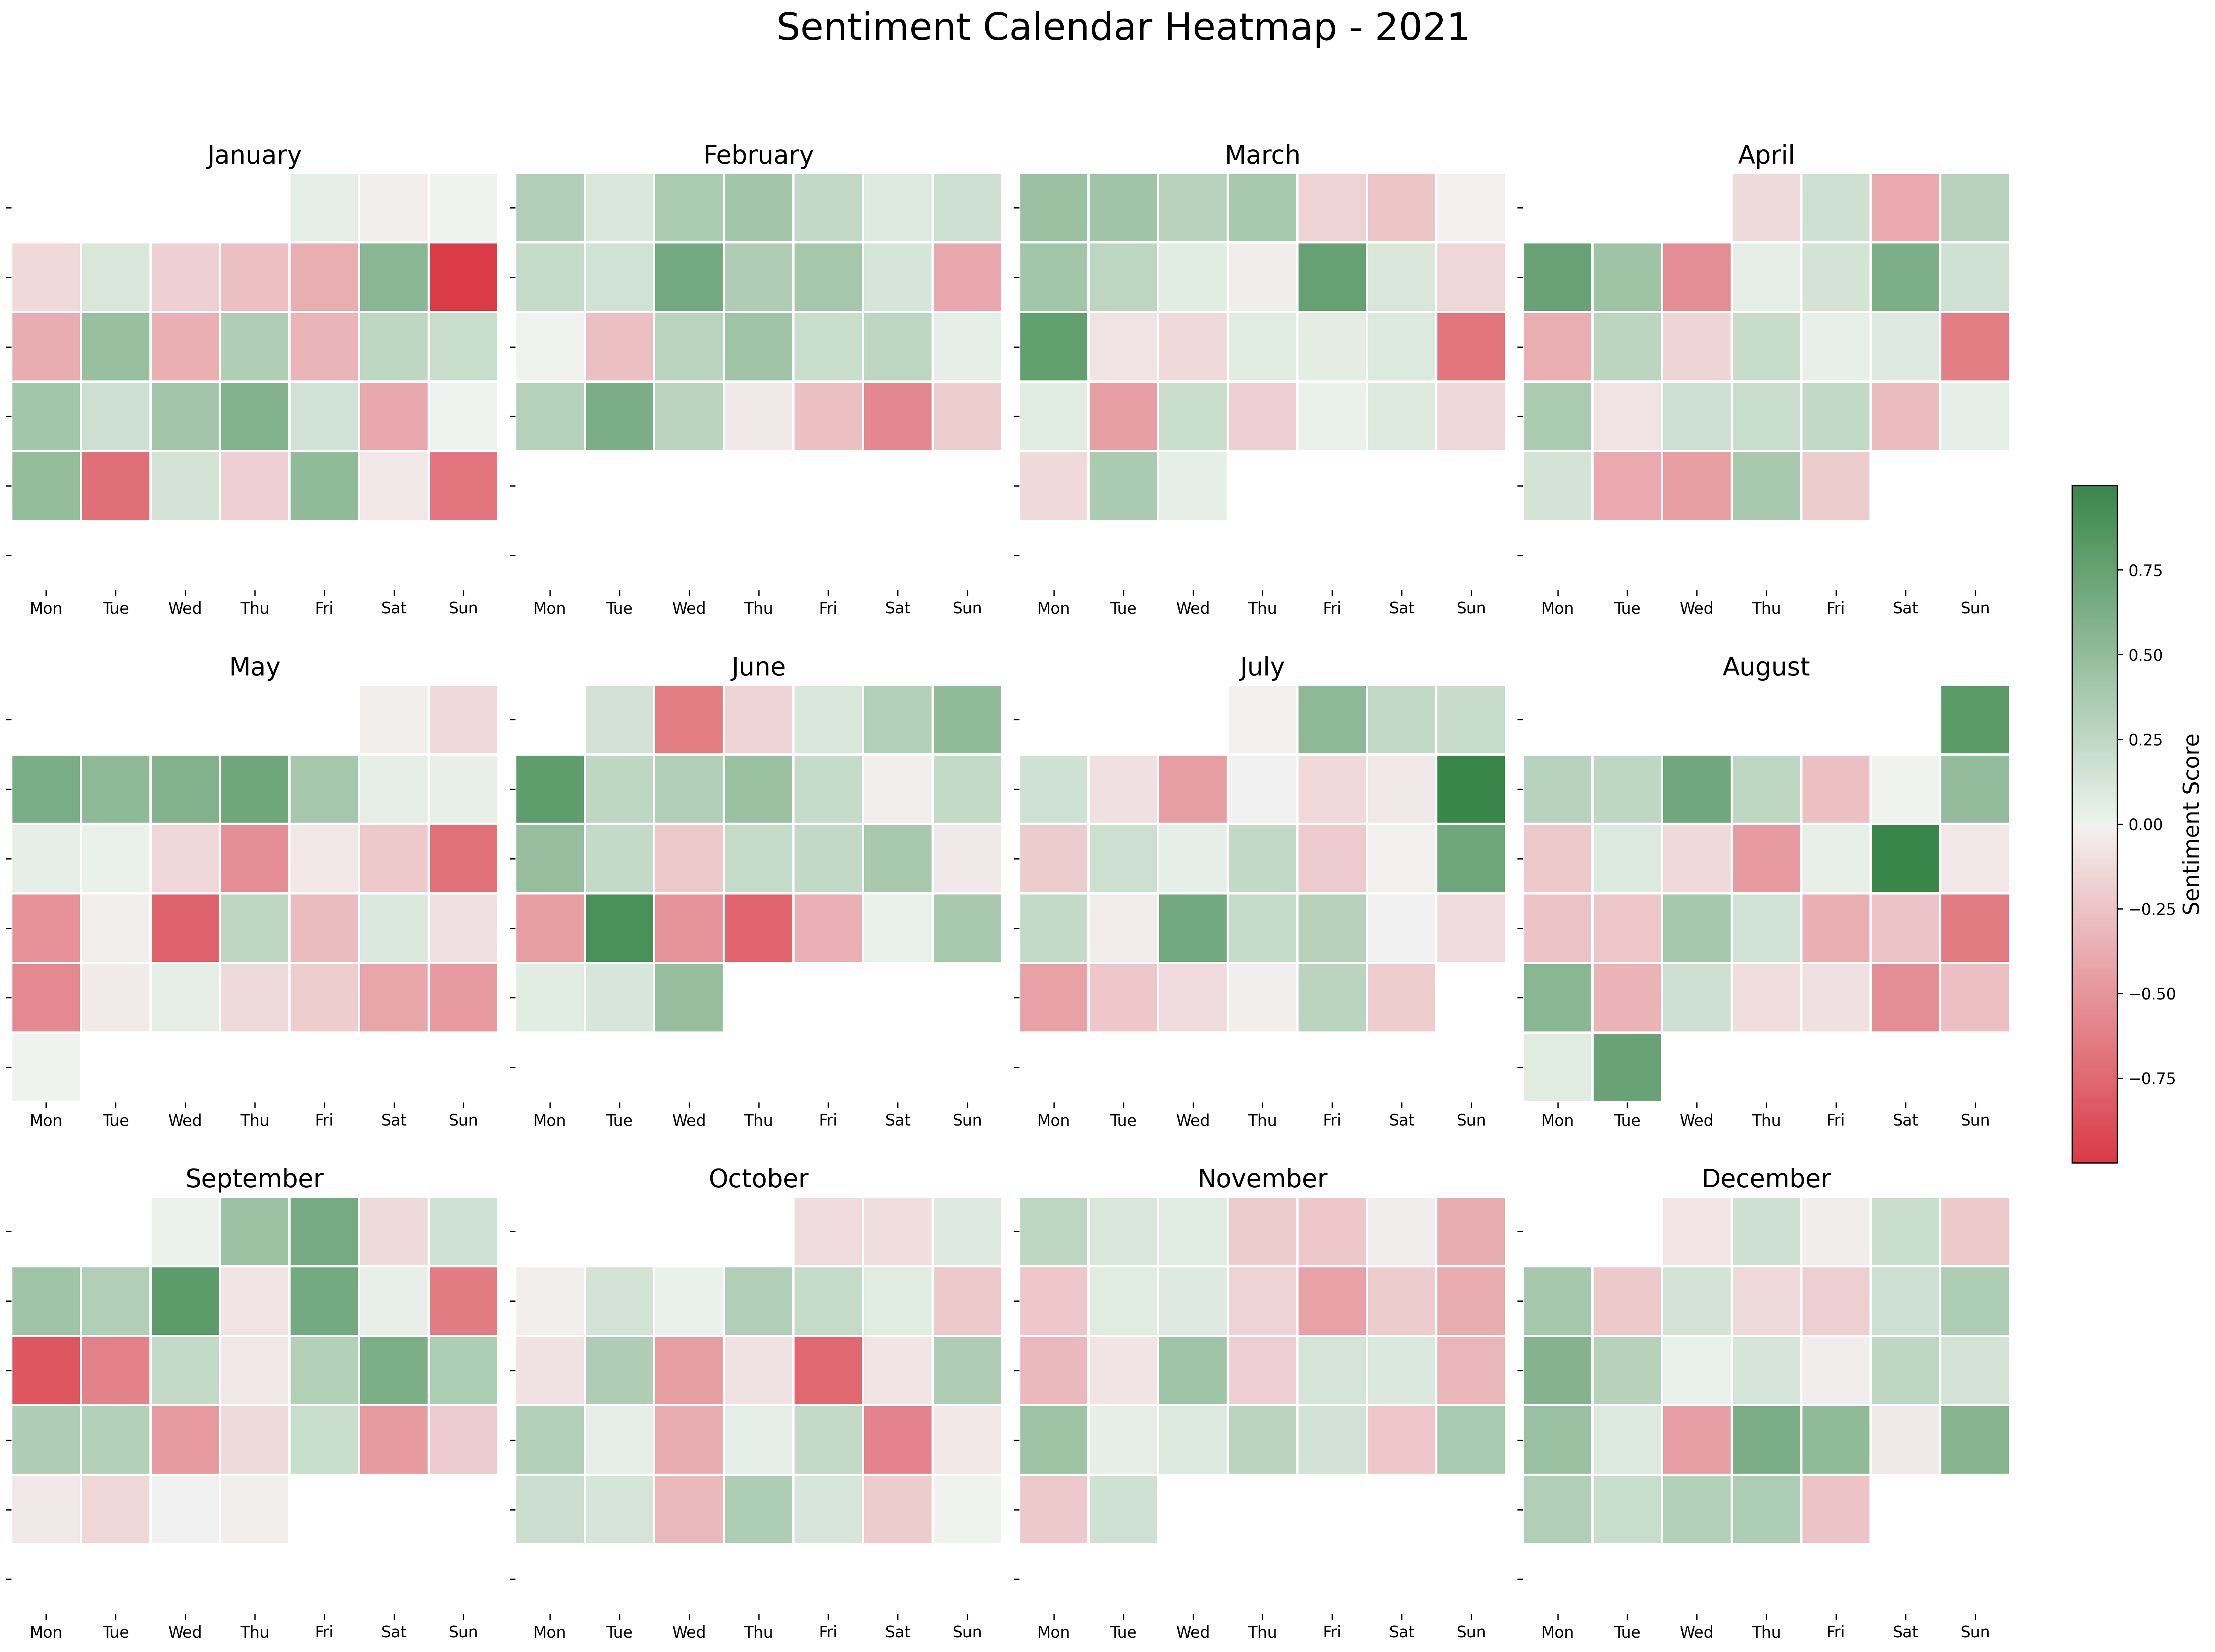 Sentiment Calendar Heatmap - 2021
January
February
March
April
Mon Tue Wed Thu Fri Sat Sun
Mon Tue Wed Thu Fri Sat Sun
Mon Tue Wed Thu Fri Sat Sun
Mon Tue Wed Thu Fri Sat Sun
May
June
July
August
Mon Tue Wed Thu Fri Sat Sun
Mon Tue Wed Thu Fri Sat Sun
Mon Tue Wed Thu Fri Sat Sun
Mon Tue Wed Thu Fri Sat Sun
September
October
November
December
Mon Tue Wed Thu Fri Sat Sun
Mon Tue Wed Thu Fri Sat Sun
Mon Tue Wed Thu Fri Sat Sun
Mon Tue Wed Thu Fri Sat Sun
0.75
0.50
0.25
0.00
−0.25
−0.50
−0.75
Sentiment Score